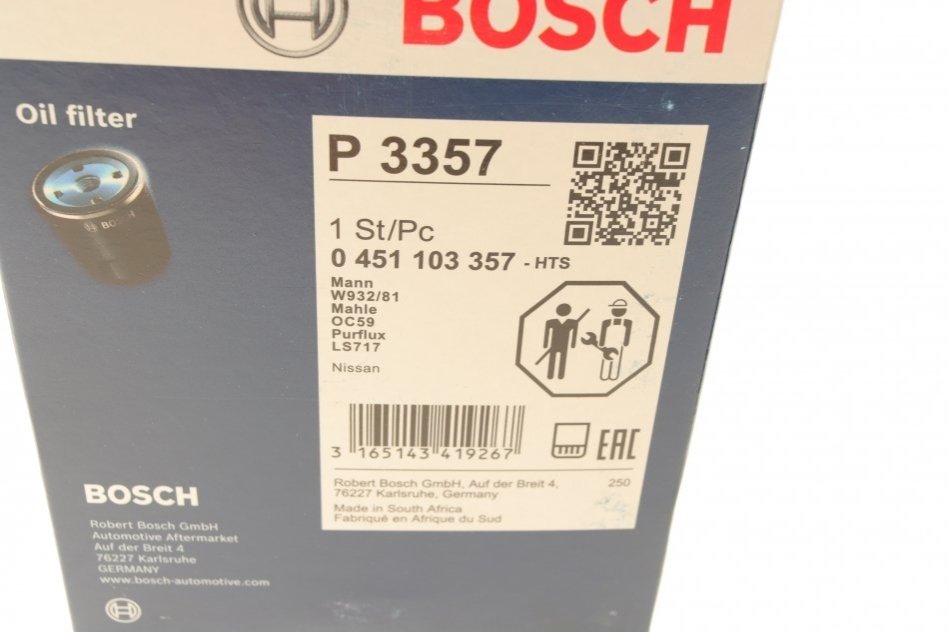 BOSCH
Oil filter
BOSCH
P 3357
1 St/Pc
0 451 103 357 - HTS
Mann
W932/81
Mahle
OC59
Purflux
LS717
Nissan
3 165143 419267
EAC
Robert Bosch GmbH, Auf der Breit 4,
76227 Karlsruhe, Germany
250
Made in South Africa
Fabriqué en Afrique du Sud
BOSCH
Robert Bosch GmbH
Automotive Aftermarket
Auf der Breit 4
76227 Karlsruhe
GERMANY
www.bosch-automotive.com